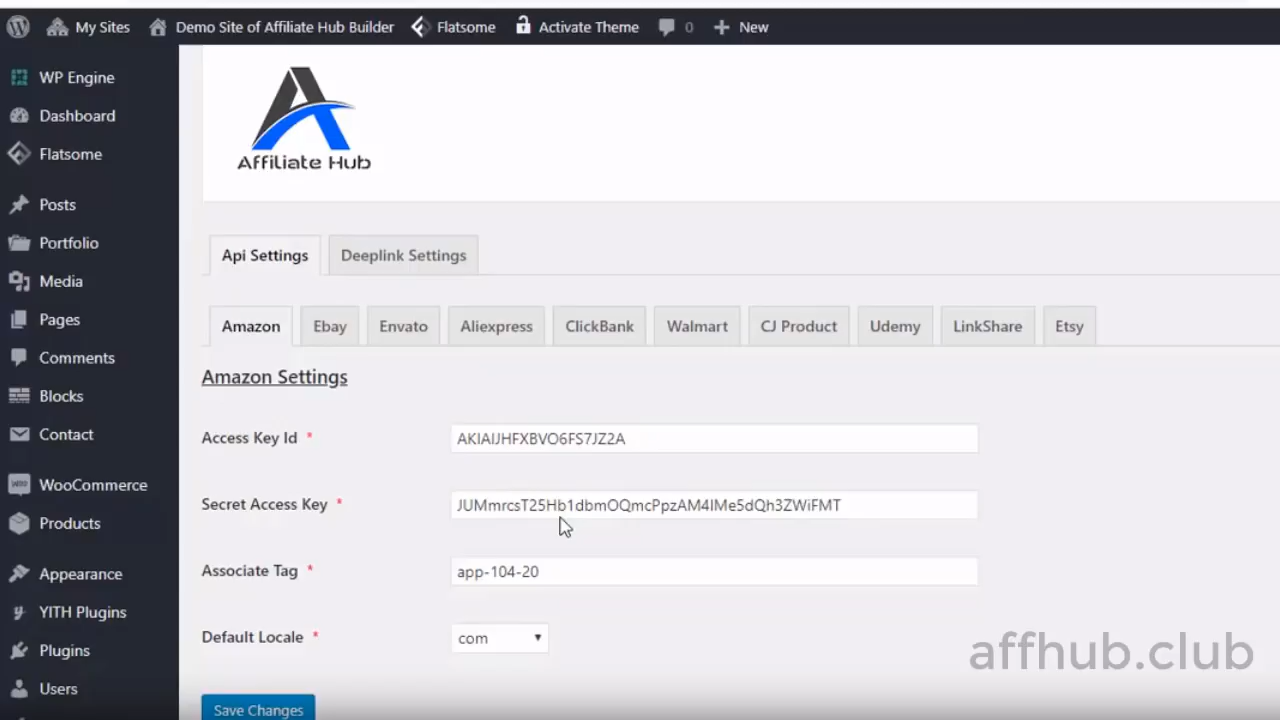 My Sites
Demo Site of Affiliate Hub Builder
Flatsome
Activate Theme
0
New
WP Engine
Dashboard
Flatsome
Posts
Portfolio
Media
Pages
Comments
Blocks
Contact
WooCommerce
Products
Appearance
YITH Plugins
Plugins
Users
Affiliate Hub
Api Settings
Deeplink Settings
Amazon
Ebay
Envato
Aliexpress
ClickBank
Walmart
CJ Product
Udemy
LinkShare
Etsy
Amazon Settings
Access Key Id *
AKIAIJHFXBVO6FS7JZ2A
Secret Access Key *
Associate Tag *
app-104-20
Default Locale *
com
affhub.club
Save Changes